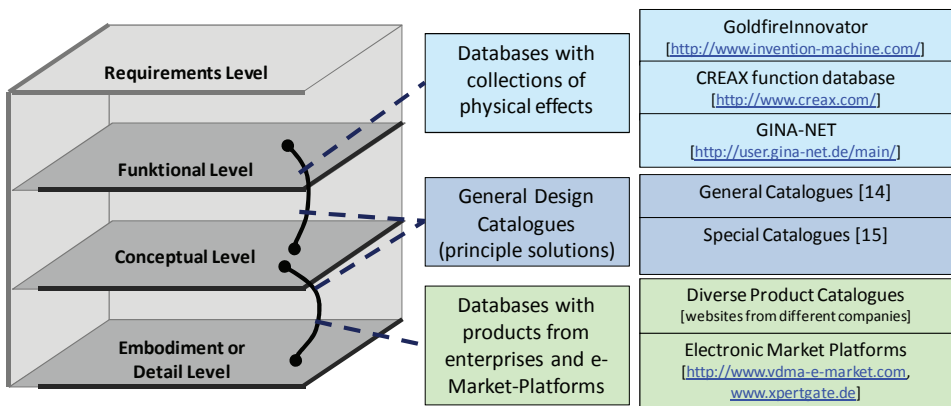 Requirements Level
Funktional Level
Conceptual Level
Embodiment or
Detail Level
Databases with
collections of
physical effects
General Design
Catalogues
(principle solutions)
Databases with
products from
enterprises and e-
Market-Platforms
GoldfireInnovator
[http://www.invention-machine.com/]
CREAX function database
[http://www.creax.com/]
GINA-NET
[http://user.gina-net.de/main/]
General Catalogues [14]
Special Catalogues [15]
Diverse Product Catalogues
[websites from different companies]
Electronic Market Platforms
[http://www.vdma-e-market.com,
www.xpertgate.de]